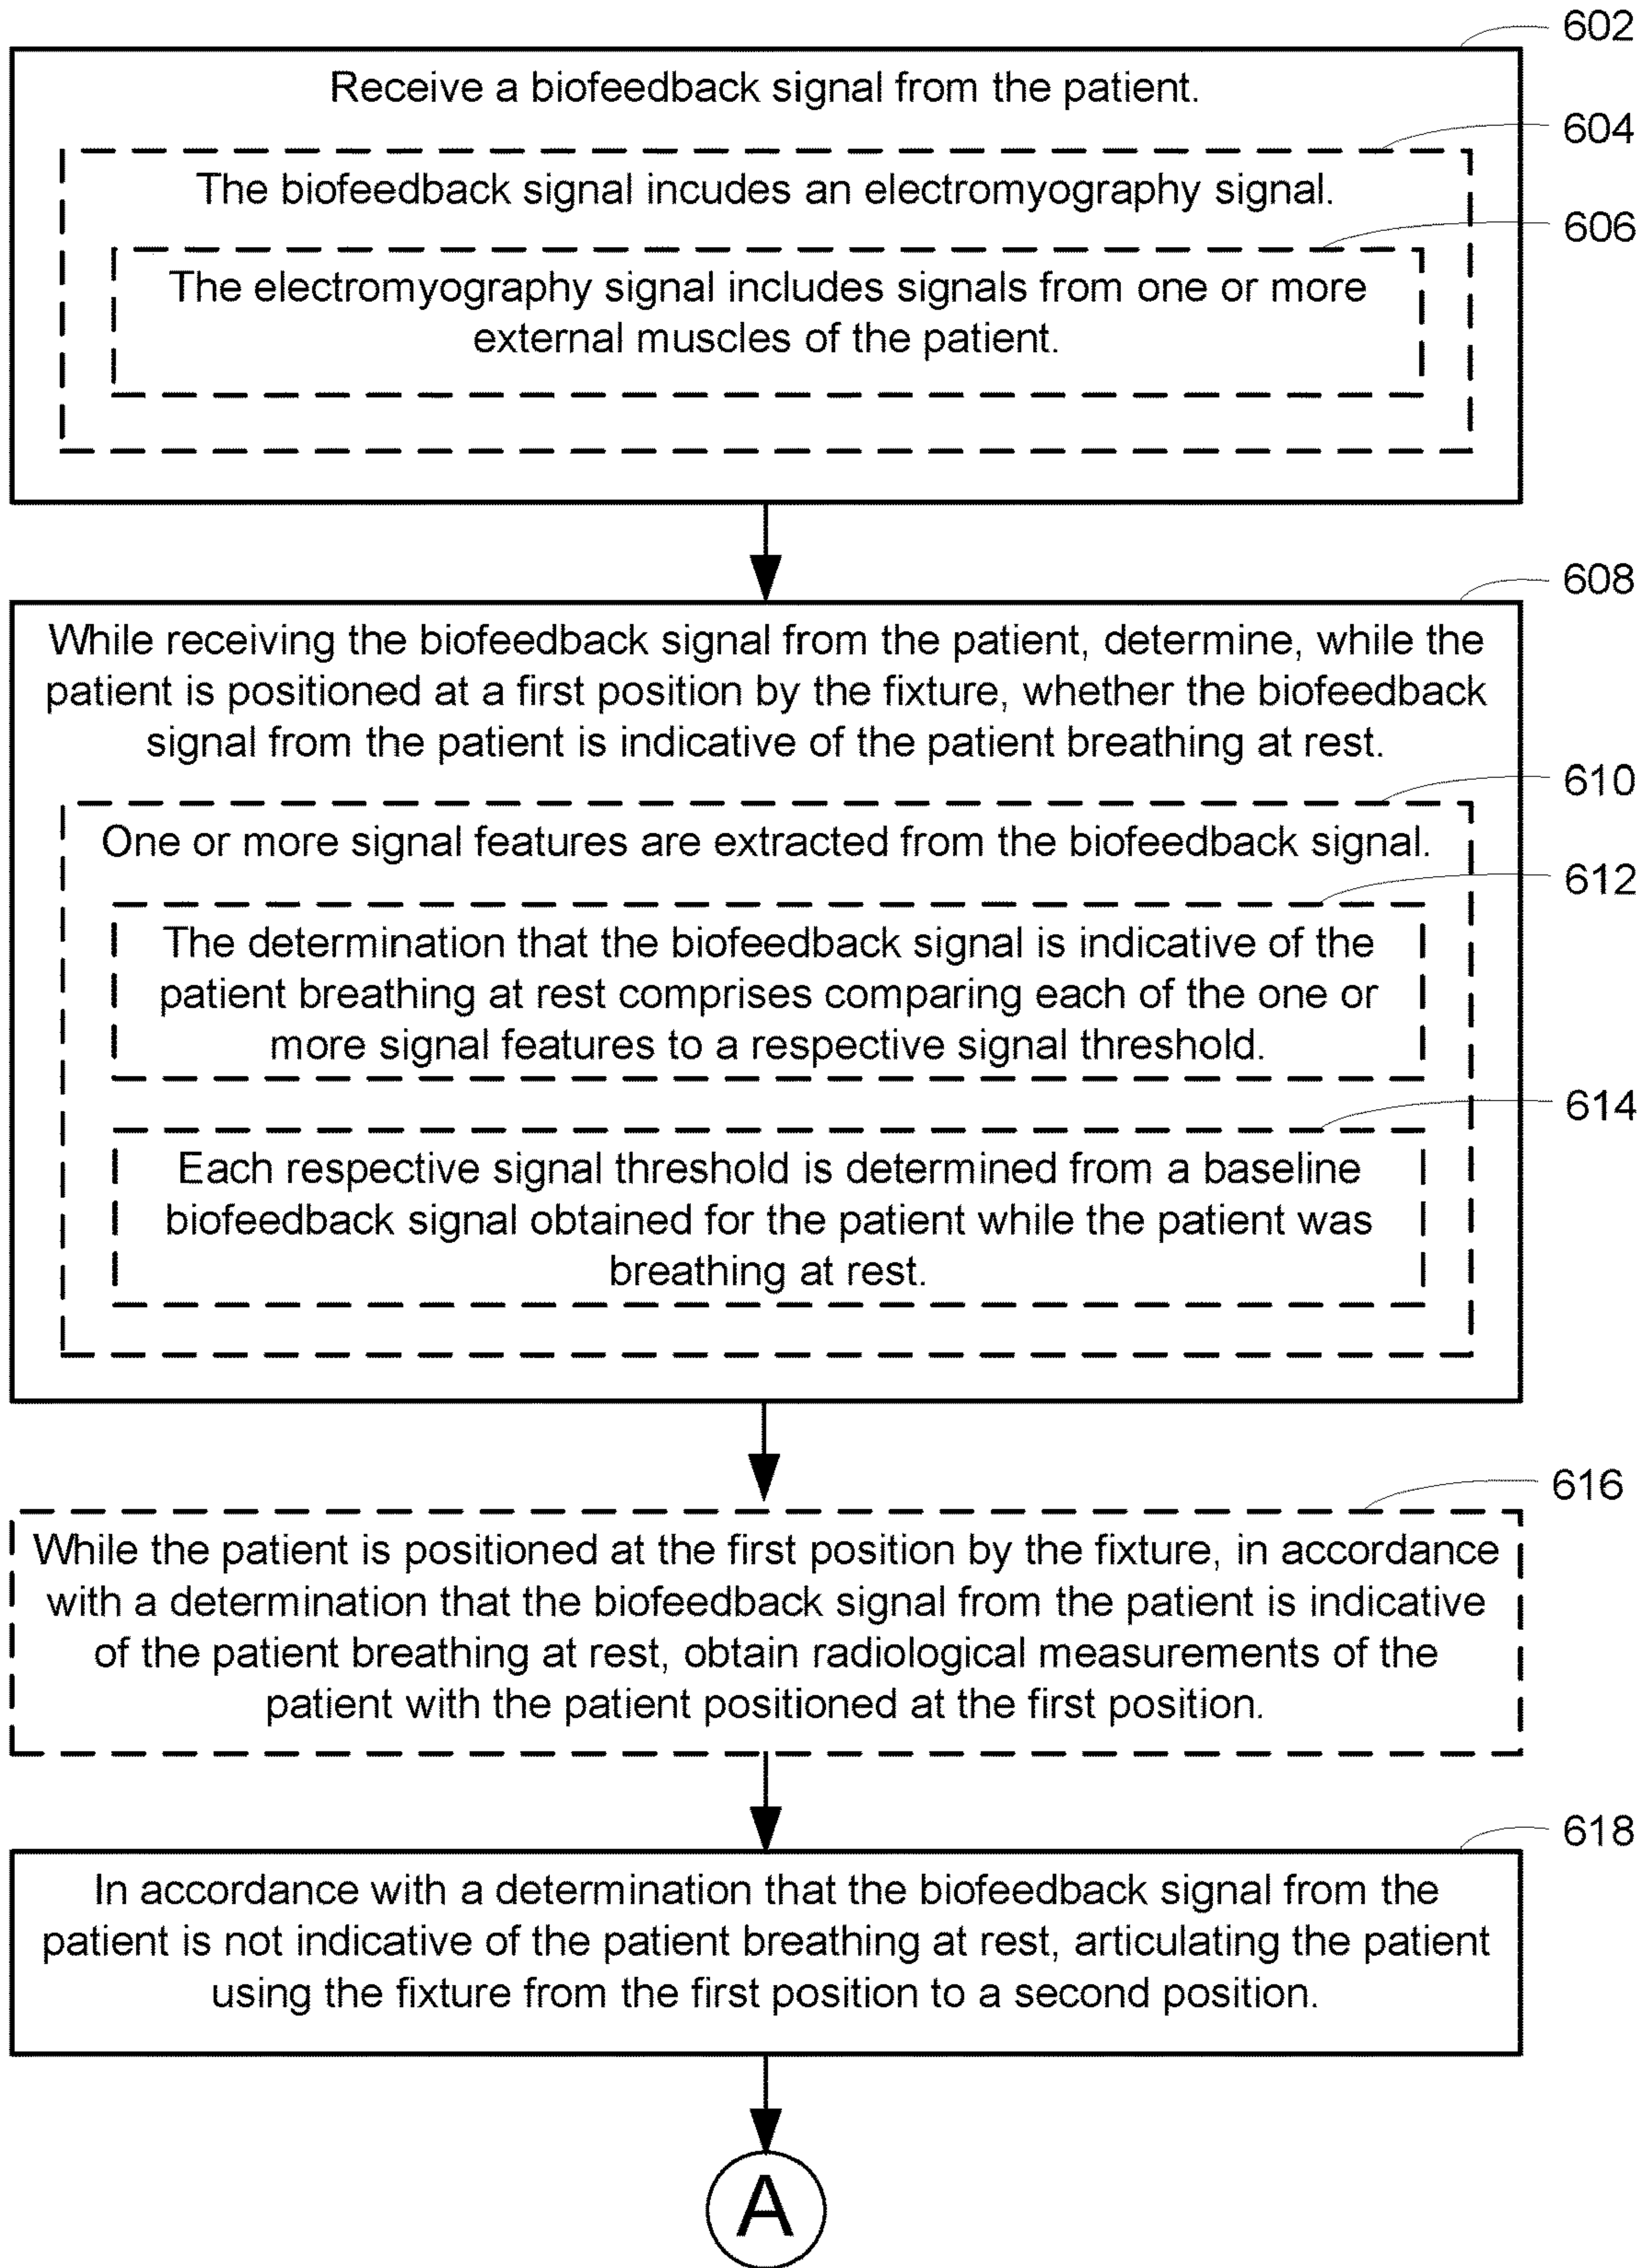 602
Receive a biofeedback signal from the patient.
604
The biofeedback signal incudes an electromyography signal.
606
The electromyography signal includes signals from one or more
external muscles of the patient.
608
While receiving the biofeedback signal from the patient, determine, while the
patient is positioned at a first position by the fixture, whether the biofeedback
signal from the patient is indicative of the patient breathing at rest.
610
One or more signal features are extracted from the biofeedback signal.
612
The determination that the biofeedback signal is indicative of the
patient breathing at rest comprises comparing each of the one or
more signal features to a respective signal threshold.
614
Each respective signal threshold is determined from a baseline
biofeedback signal obtained for the patient while the patient was
breathing at rest.
616
While the patient is positioned at the first position by the fixture, in accordance
with a determination that the biofeedback signal from the patient is indicative
of the patient breathing at rest, obtain radiological measurements of the
patient with the patient positioned at the first position.
618
In accordance with a determination that the biofeedback signal from the
patient is not indicative of the patient breathing at rest, articulating the patient
using the fixture from the first position to a second position.
A